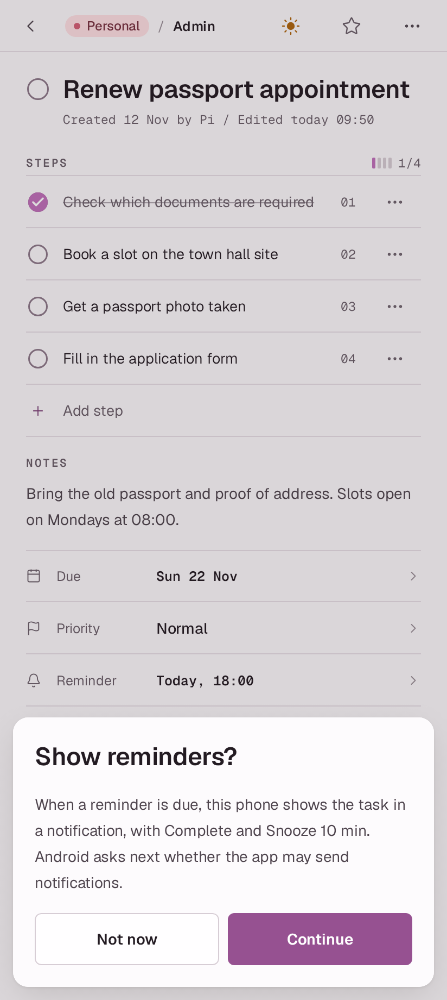 Personal / Admin
Renew passport appointment
Created 12 Nov by Pi / Edited today 09:50
STEPS 1/4
Check which documents are required 01
Book a slot on the town hall site 02
Get a passport photo taken 03
Fill in the application form 04
+ Add step
NOTES
Bring the old passport and proof of address. Slots open
on Mondays at 08:00.
Due Sun 22 Nov
Priority Normal
Reminder Today, 18:00
Show reminders?
When a reminder is due, this phone shows the task in
a notification, with Complete and Snooze 10 min.
Android asks next whether the app may send
notifications.
Not now Continue